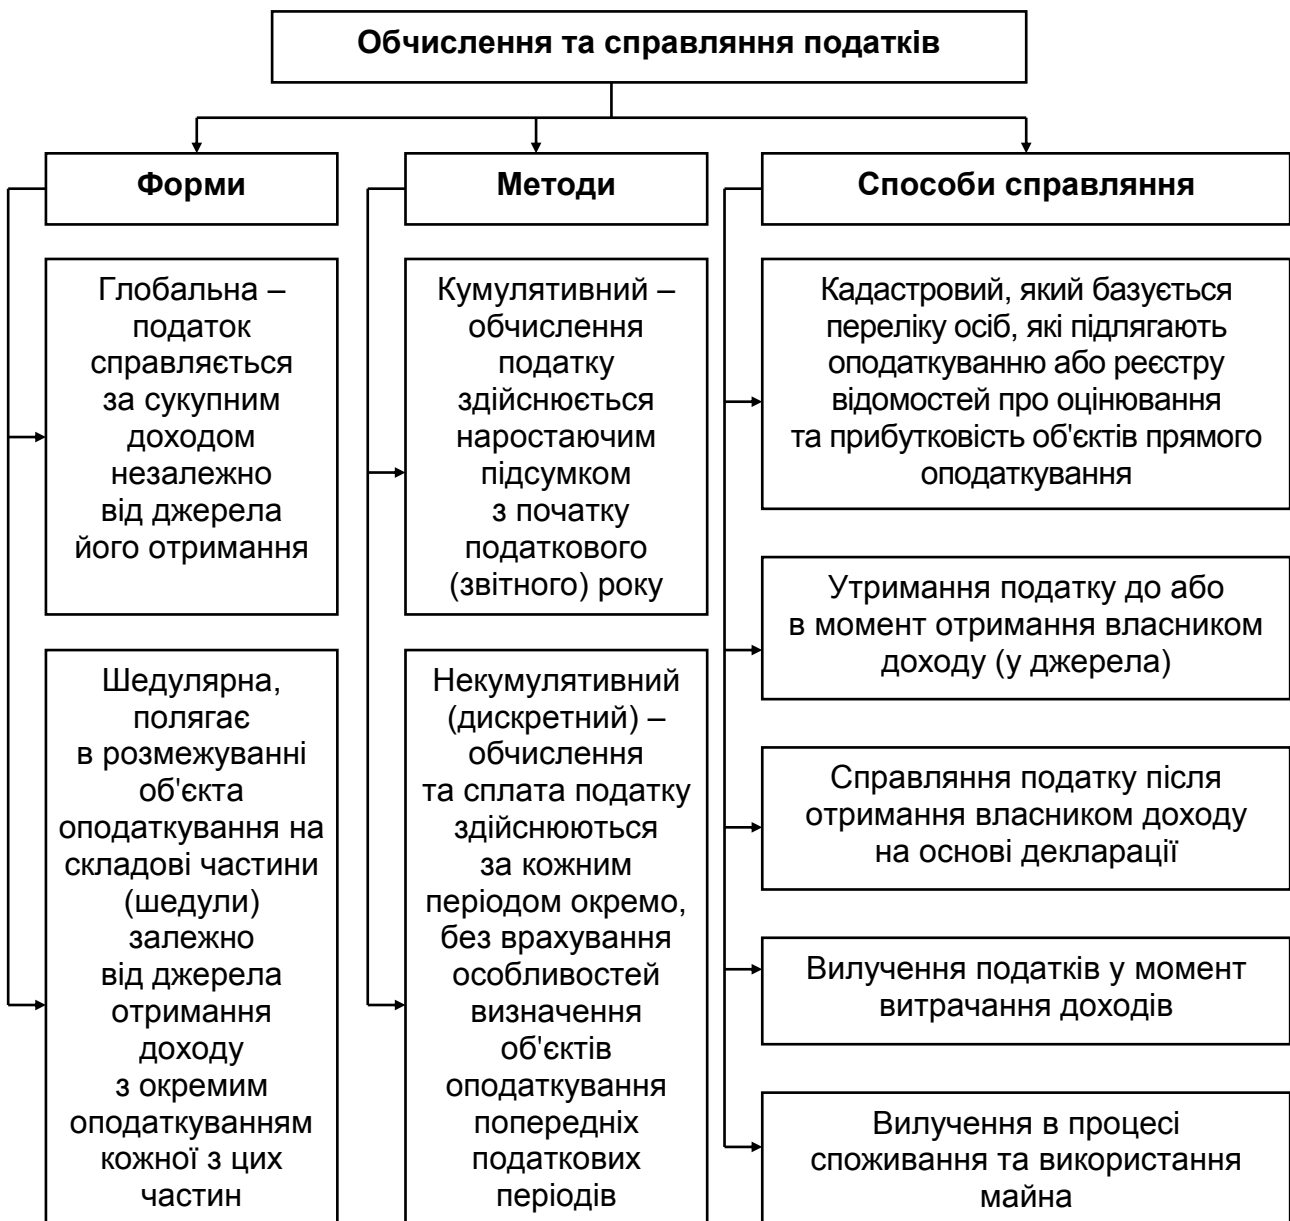 Обчислення та справляння податків
Форми
Методи
Способи справляння
Глобальна –
податок
справляється
за сукупним
доходом
незалежно
від джерела
його отримання
Шедулярна,
полягає
в розмежуванні
об'єкта
оподаткування на
складові частини
(шедули)
залежно
від джерела
отримання
доходу
з окремим
оподаткуванням
кожної з цих
частин
Кумулятивний –
обчислення
податку
здійснюється
наростаючим
підсумком
з початку
податкового
(звітного) року
Некумулятивний
(дискретний) –
обчислення
та сплата податку
здійснюються
за кожним
періодом окремо,
без врахування
особливостей
визначення
об'єктів
оподаткування
попередніх
податкових
періодів
Кадастровий, який базується
переліку осіб, які підлягають
оподаткуванню або реєстру
відомостей про оцінювання
та прибутковість об'єктів прямого
оподаткування
Утримання податку до або
в момент отримання власником
доходу (у джерела)
Справляння податку після
отримання власником доходу
на основі декларації
Вилучення податків у момент
витрачання доходів
Вилучення в процесі
споживання та використання
майна